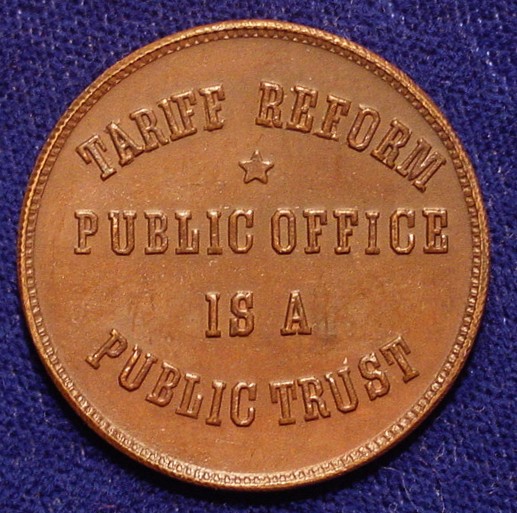 TARIFF REFORM
PUBLIC OFFICE
IS A
PUBLIC TRUST